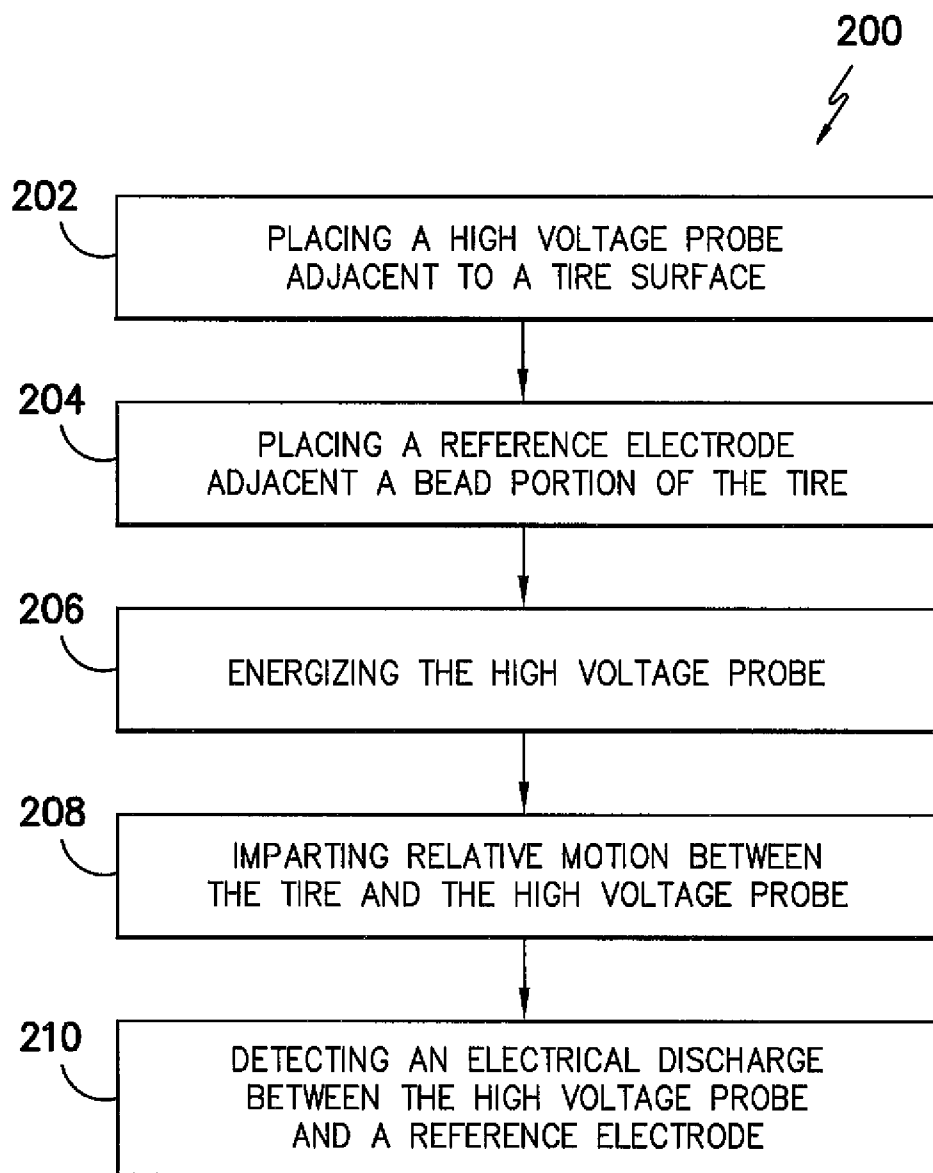 200
202
PLACING A HIGH VOLTAGE PROBE
ADJACENT TO A TIRE SURFACE
204
PLACING A REFERENCE ELECTRODE
ADJACENT A BEAD PORTION OF THE TIRE
206
ENERGIZING THE HIGH VOLTAGE PROBE
208
IMPARTING RELATIVE MOTION BETWEEN
THE TIRE AND THE HIGH VOLTAGE PROBE
210
DETECTING AN ELECTRICAL DISCHARGE
BETWEEN THE HIGH VOLTAGE PROBE
AND A REFERENCE ELECTRODE